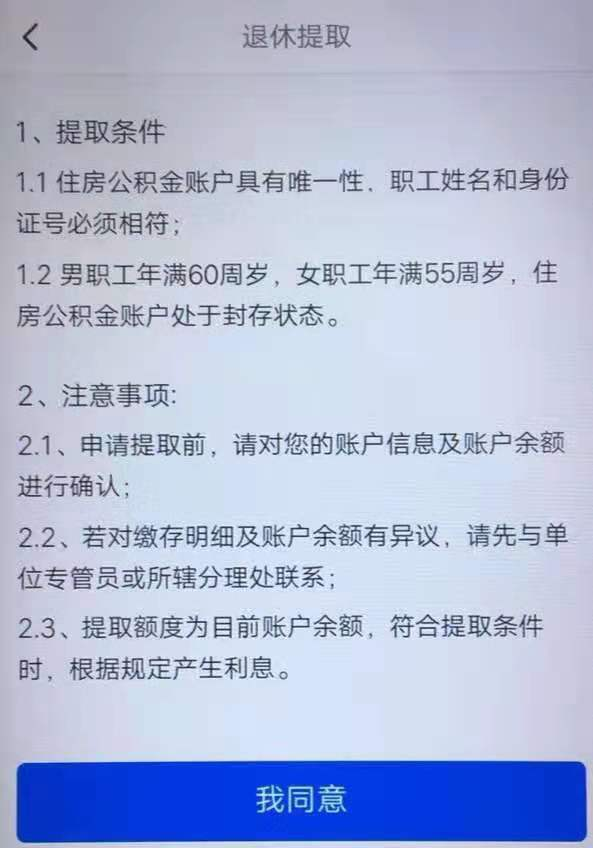 退休提取
1、提取条件
1.1 住房公积金账户具有唯一性、职工姓名和身份
证号必须相符；
1.2 男职工年满60周岁，女职工年满55周岁，住
房公积金账户处于封存状态。
2、注意事项:
2.1、申请提取前，请对您的账户信息及账户余额
进行确认；
2.2、若对缴存明细及账户余额有异议，请先与单
位专管员或所辖分理处联系；
2.3、提取额度为目前账户余额，符合提取条件
时，根据规定产生利息。
我同意